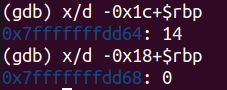 (gdb) x/d -0x1c+$rbp
0x7fffffffdd64: 14
(gdb) x/d -0x18+$rbp
0x7fffffffdd68: 0